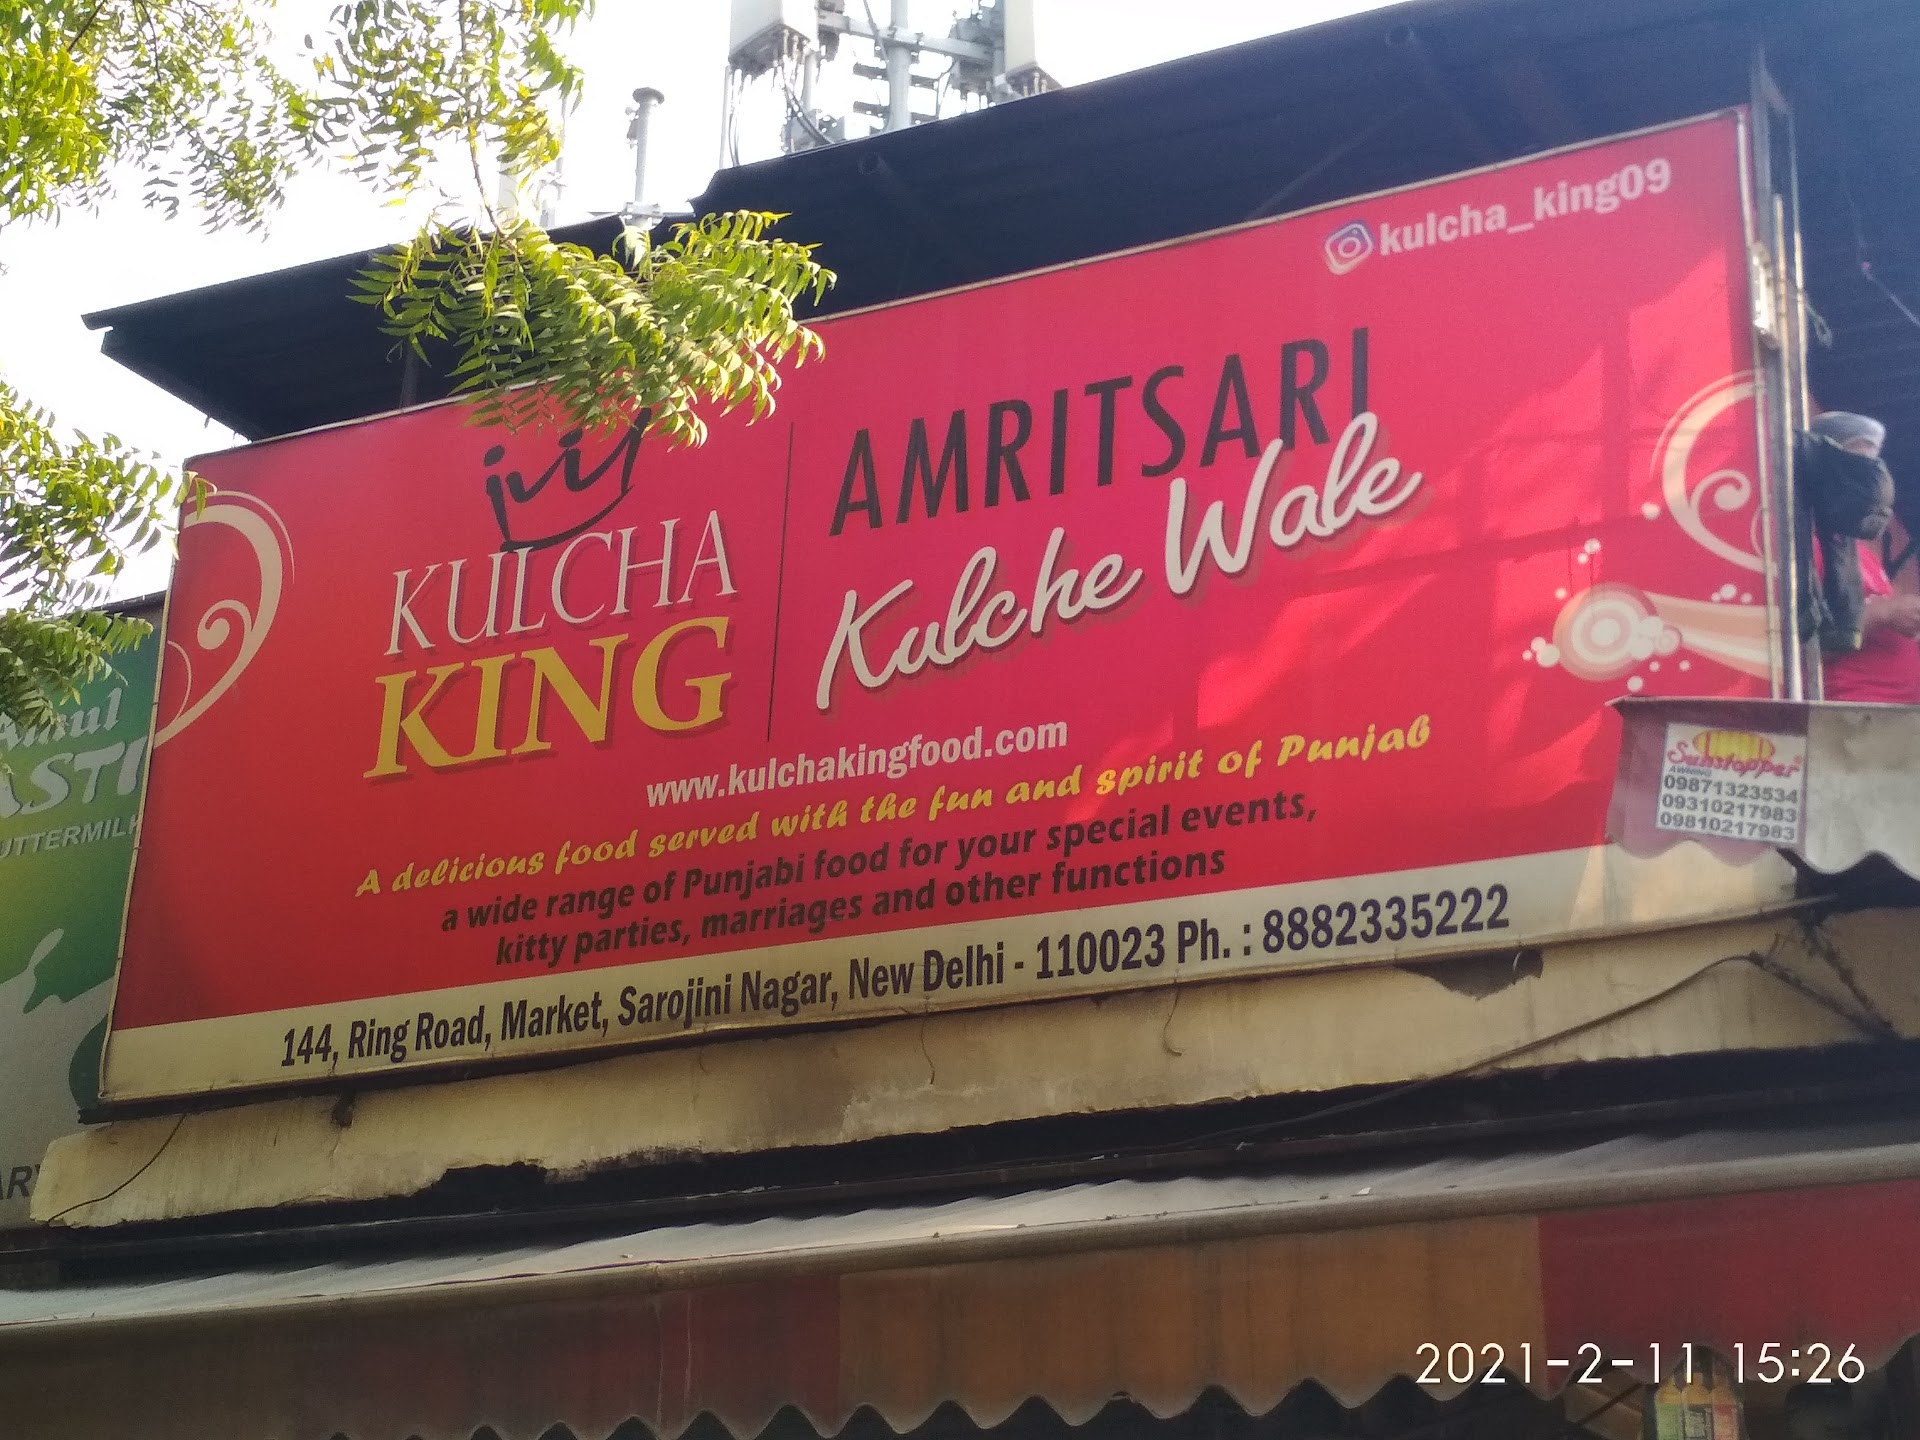 kulcha_king09
KULCHA
KING
AMRITSARI
Kulche Wale
www.kulchakingfood.com
A delicious food served with the fun and spirit of Punjab
a wide range of Punjabi food for your special events,
kitty parties, marriages and other functions
144, Ring Road, Market, Sarojini Nagar, New Delhi - 110023 Ph. : 8882335222
Sunstopper
AWNING
09871323534
09310217983
09810217983
Amul
2021-2-11 15:26